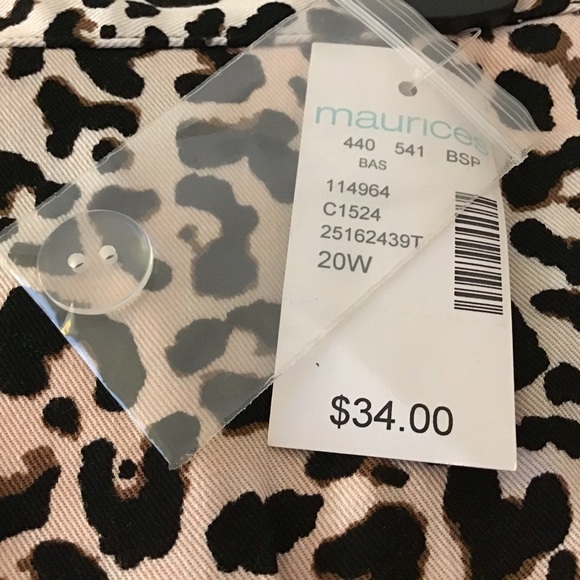 maurices
440 541 BSP
BAS
114964
C1524
25162439T
20W
$34.00